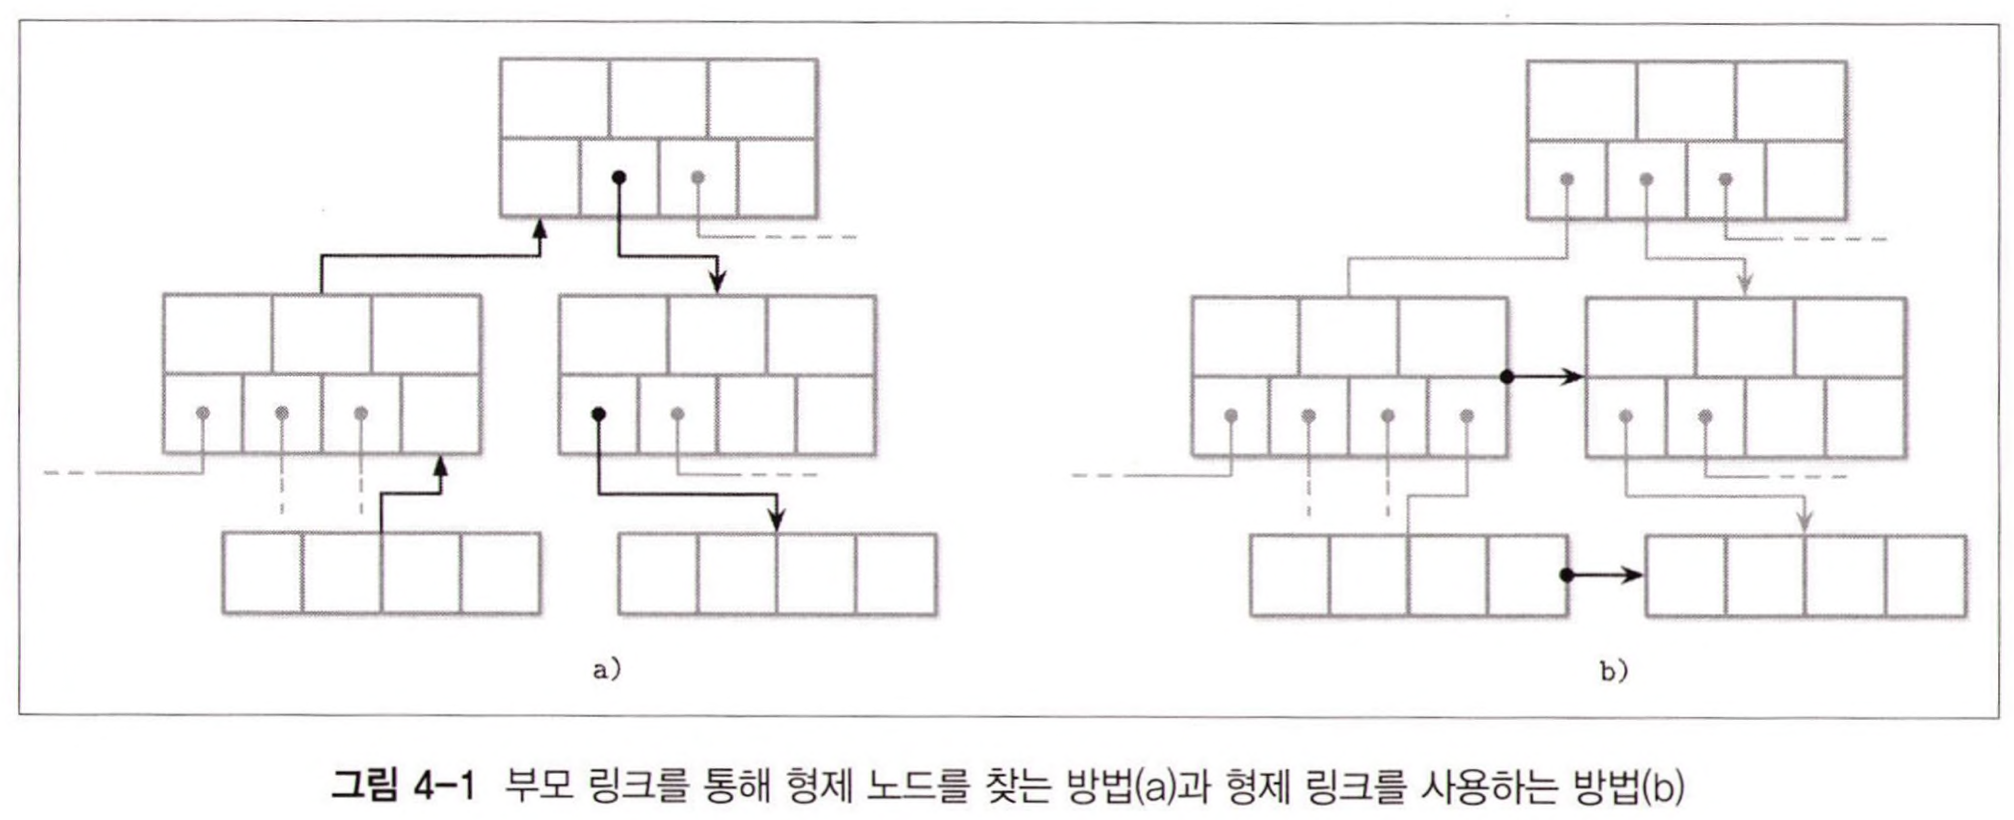 a)
b)
그림 4-1 부모 링크를 통해 형제 노드를 찾는 방법(a)과 형제 링크를 사용하는 방법(b)